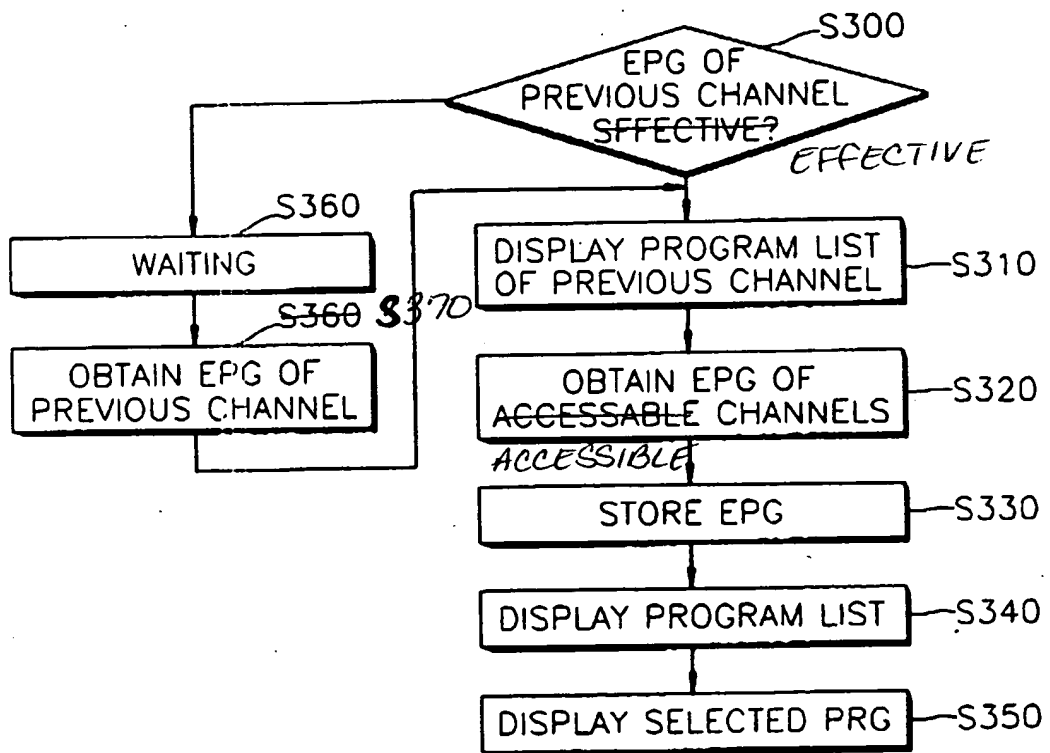 S300
EPG OF
PREVIOUS CHANNEL
SFFECTIVE?
EFFECTIVE
S360
WAITING
S360 S370
OBTAIN EPG OF
PREVIOUS CHANNEL
DISPLAY PROGRAM LIST
OF PREVIOUS CHANNEL
S310
OBTAIN EPG OF
ACCESSABLE CHANNELS
S320
ACCESSIBLE
STORE EPG
S330
DISPLAY PROGRAM LIST
S340
DISPLAY SELECTED PRG
S350